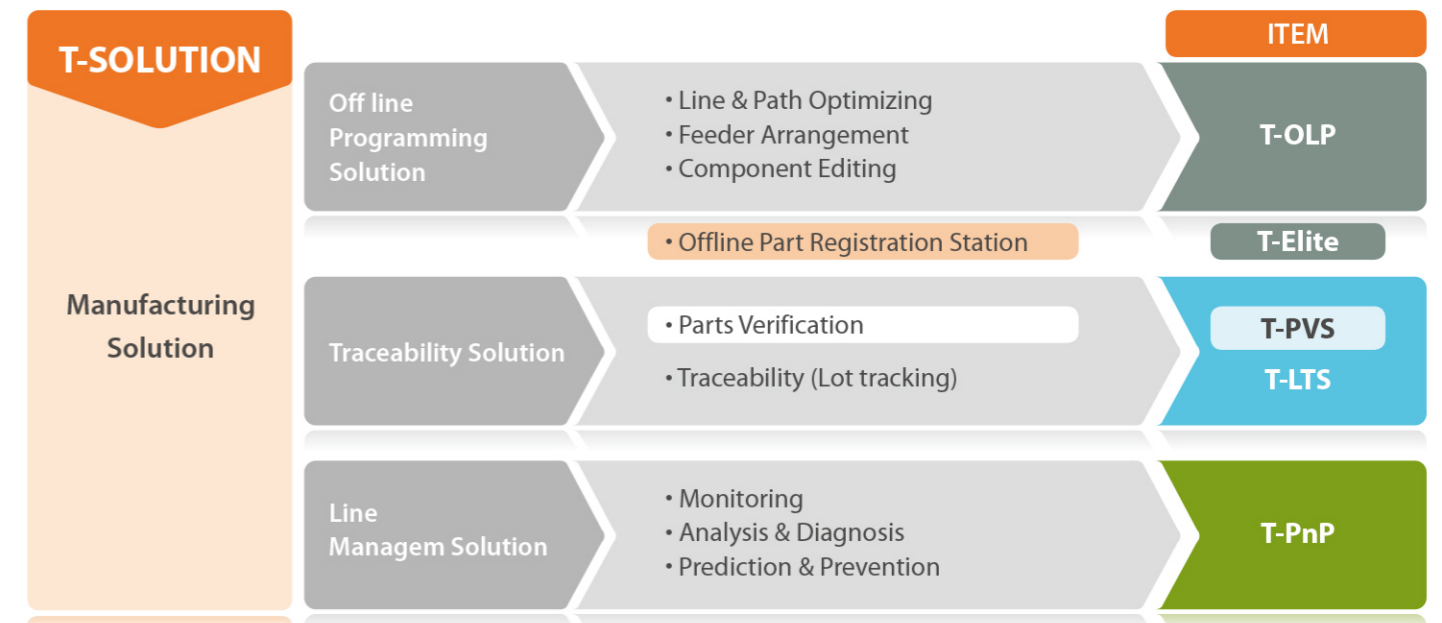 T-SOLUTION
ITEM
Manufacturing
Solution
Off line
Programming
Solution
• Line & Path Optimizing
• Feeder Arrangement
• Component Editing
T-OLP
• Offline Part Registration Station
T-Elite
Traceability Solution
• Parts Verification
T-PVS
• Traceability (Lot tracking)
T-LTS
Line
Managem Solution
• Monitoring
• Analysis & Diagnosis
• Prediction & Prevention
T-PnP